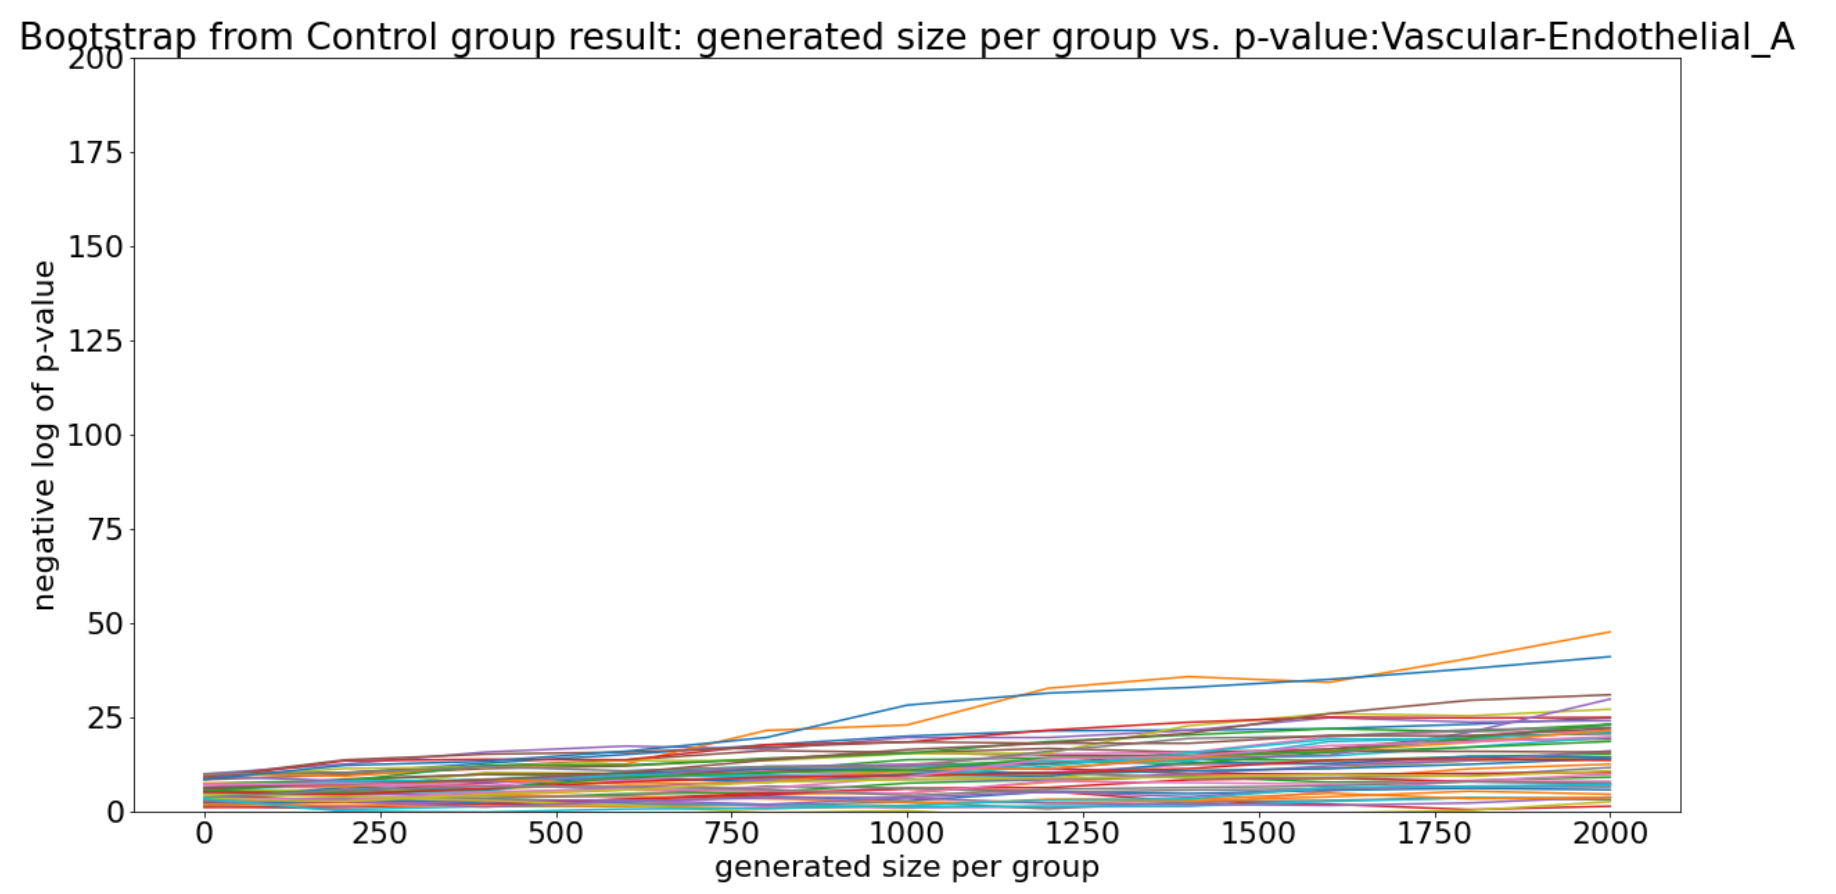 Bootstrap from Control group result: generated size per group vs. p-value:Vascular-Endothelial_A
200
175
150
125
100
75
50
25
0
negative log of p-value
0 250 500 750 1000 1250 1500 1750 2000
generated size per group